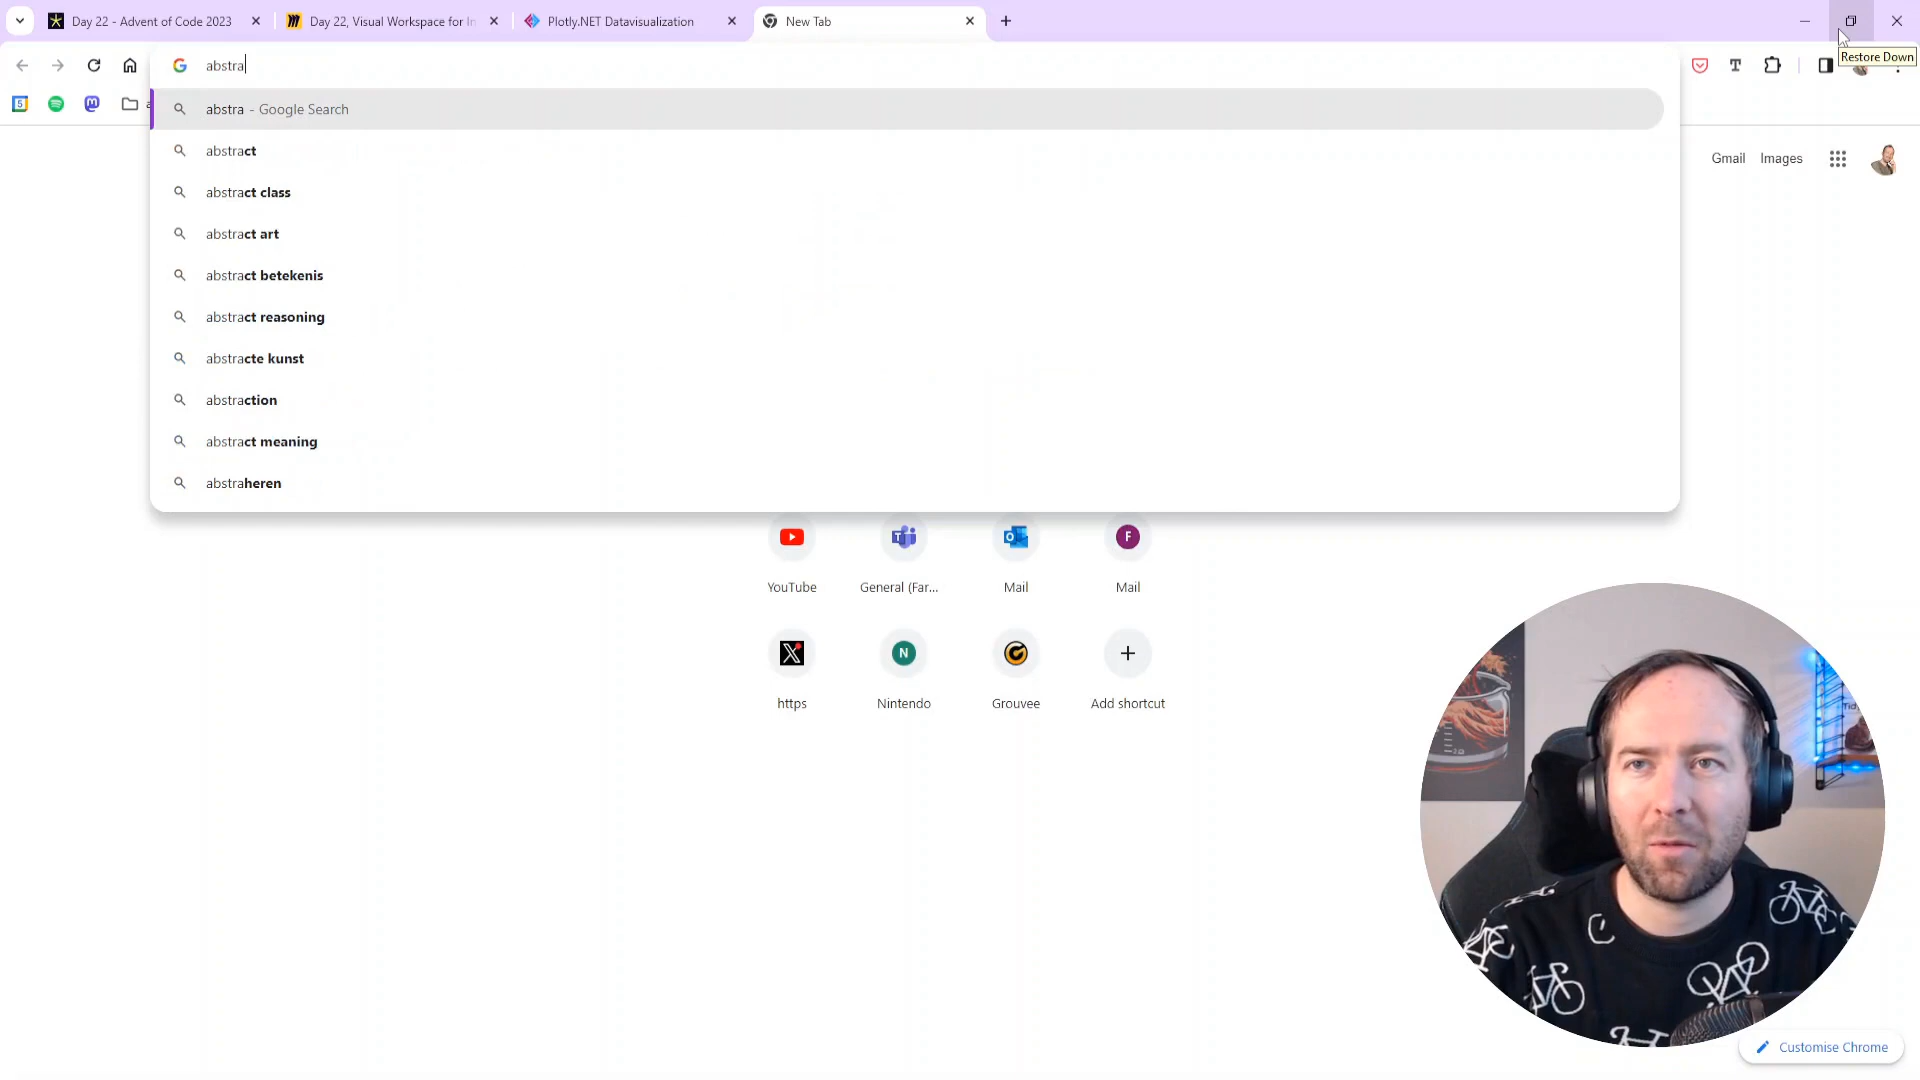 Day 22 - Advent of Code 2023
Day 22, Visual Workspace for In
Plotly.NET Datavisualization
New Tab
Restore Down
abstra
abstra - Google Search
abstract
abstract class
abstract art
abstract betekenis
abstract reasoning
abstracte kunst
abstraction
abstract meaning
abstraheren
Gmail
Images
YouTube
General (Far...
Mail
Mail
https
Nintendo
Grouvee
Add shortcut
Customise Chrome